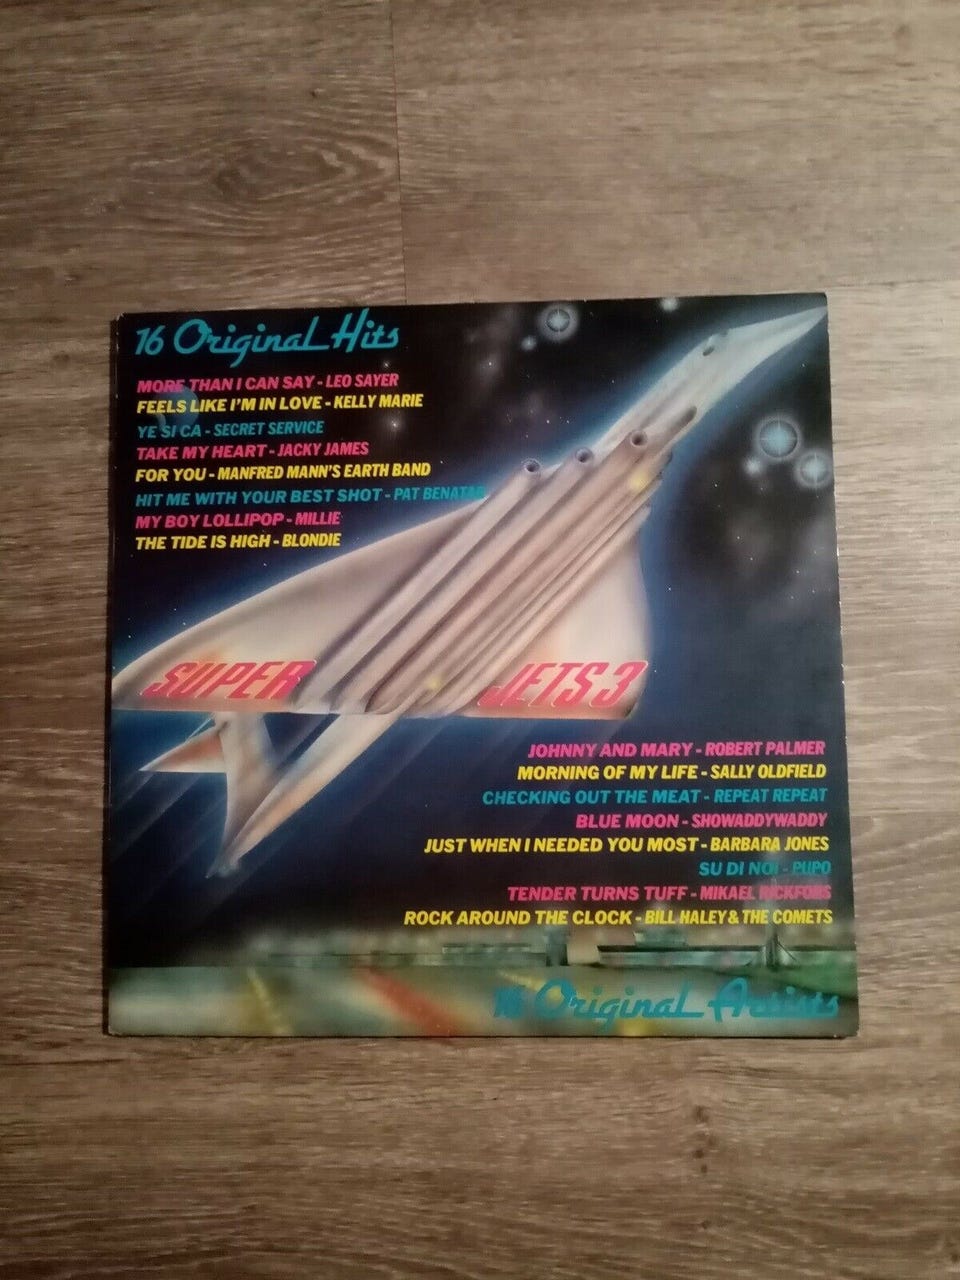 16 Original Hits
MORE THAN I CAN SAY - LEO SAYER
FEELS LIKE I'M IN LOVE - KELLY MARIE
YE SI CA - SECRET SERVICE
TAKE MY HEART - JACKY JAMES
FOR YOU - MANFRED MANN'S EARTH BAND
HIT ME WITH YOUR BEST SHOT - PAT BENATAR
MY BOY LOLLIPOP - MILLIE
THE TIDE IS HIGH - BLONDIE
SUPER JETS 3
JOHNNY AND MARY - ROBERT PALMER
MORNING OF MY LIFE - SALLY OLDFIELD
CHECKING OUT THE MEAT - REPEAT REPEAT
BLUE MOON - SHOWADDYWADDY
JUST WHEN I NEEDED YOU MOST - BARBARA JONES
SU DI NOI - PUPO
TENDER TURNS TUFF - MIKAEL RICKFORS
ROCK AROUND THE CLOCK - BILL HALEY & THE COMETS
16 Original Artists